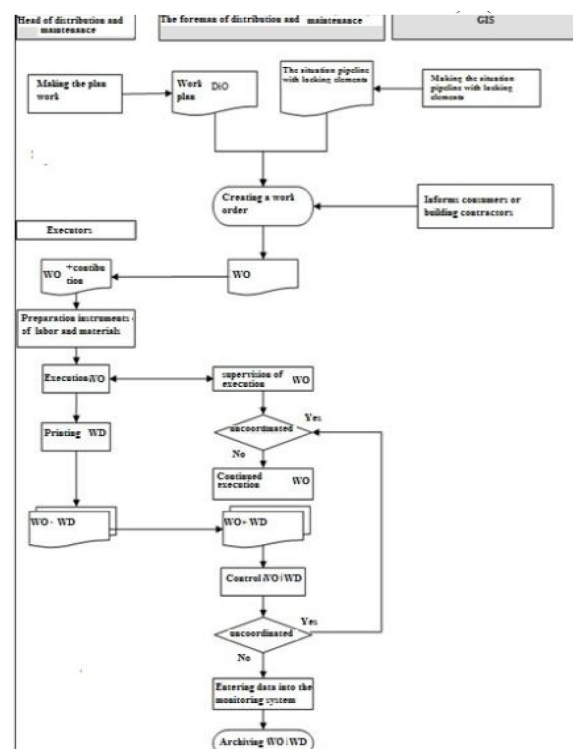 Head of distribution and
maintenance
The foreman of distribution and
maintenance
GIS
Making the plan
work
Work DiO
plan
The situation pipeline
with lacking elements
Making the situation
pipeline with lacking
elements
Creating a work
order
Informs consumers or
building contractors
Executors
WO +contibu
tion
WO
Preparation instruments
of labor and materials
Execution WO
supervision of
execution WO
Yes
Printing WD
uncoordinated
No
Continued
execution WO
WO+ WD
WO+ WD
Control WO i WD
Yes
uncoordinated
No
Entering data into the
monitoring system
Archiving WO i WD